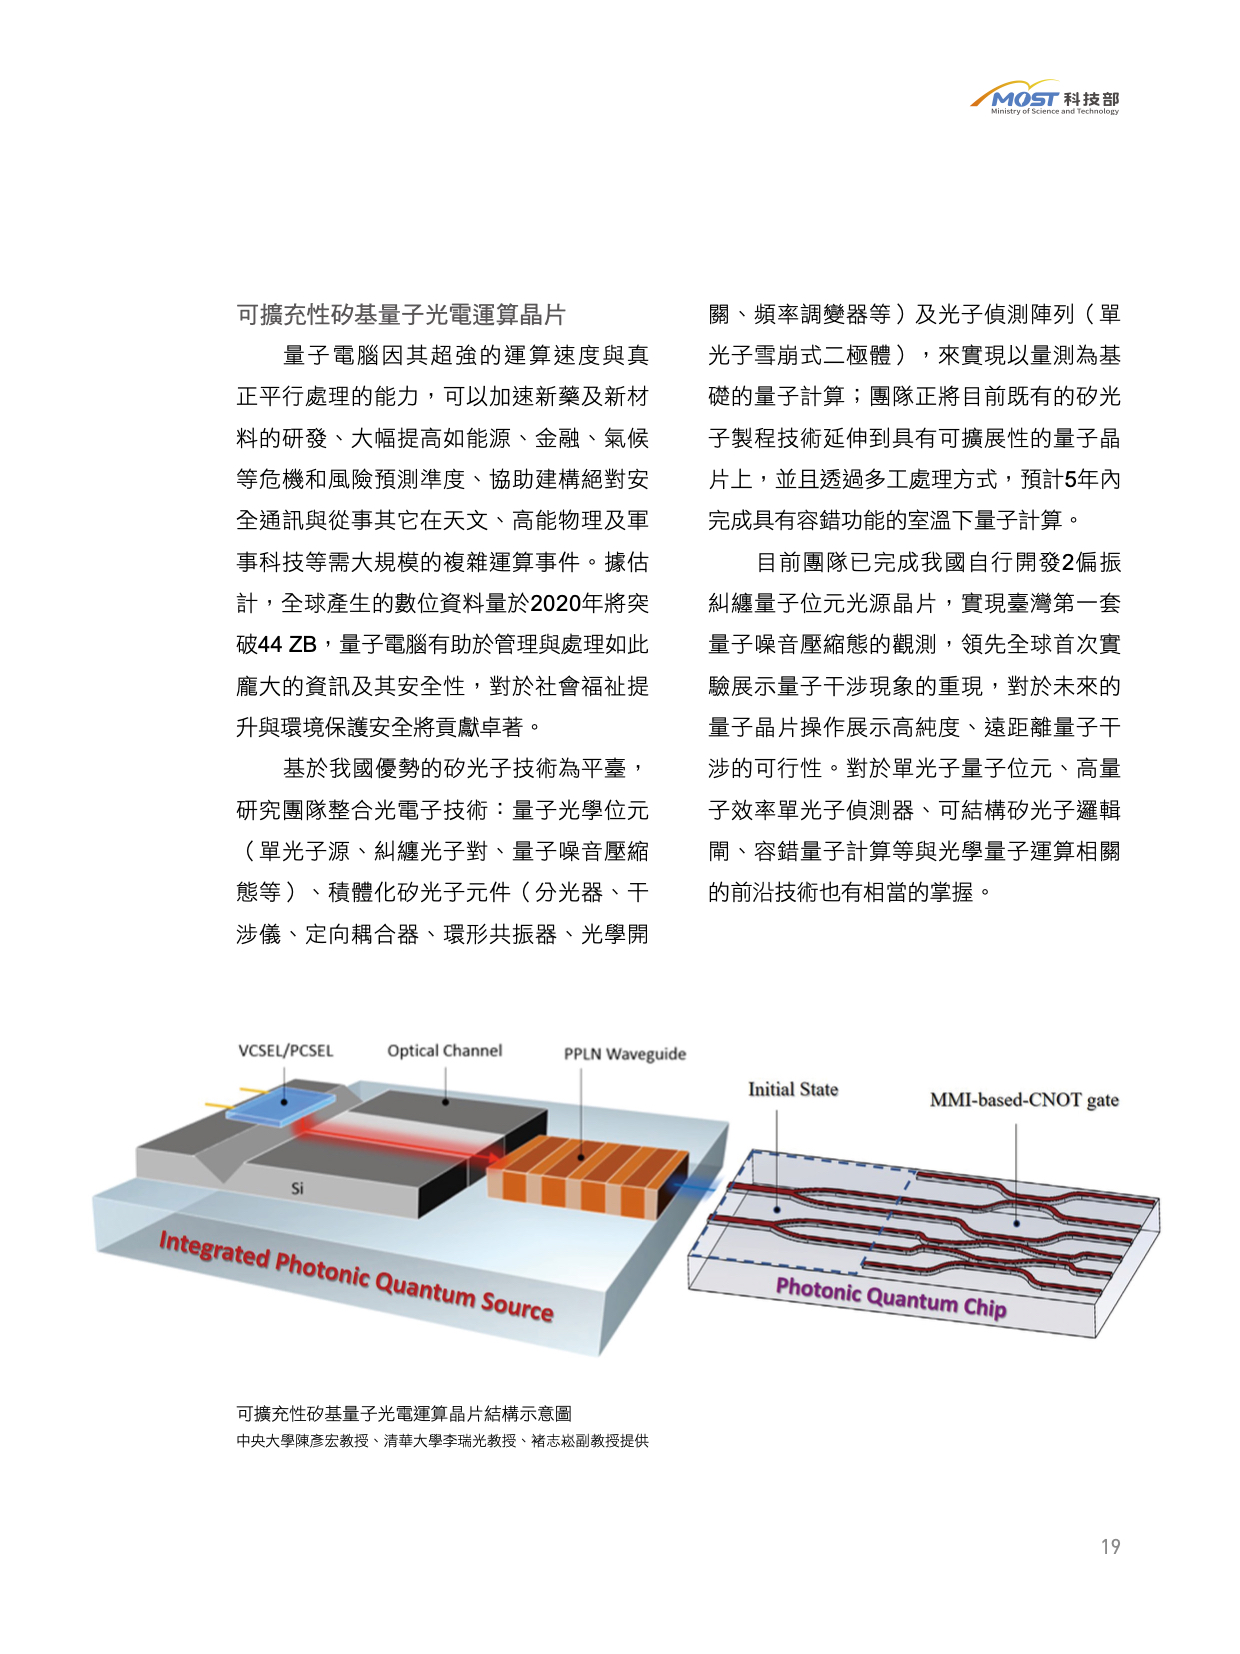 MOST 科技部
Ministry of Science and Technology
可擴充性矽基量子光電運算晶片
量子電腦因其超強的運算速度與真
正平行處理的能力，可以加速新藥及新材
料的研發、大幅提高如能源、金融、氣候
等危機和風險預測準度、協助建構絕對安
全通訊與從事其它在天文、高能物理及軍
事科技等需大規模的複雜運算事件。據估
計，全球產生的數位資料量於2020年將突
破44 ZB，量子電腦有助於管理與處理如此
龐大的資訊及其安全性，對於社會福祉提
升與環境保護安全將貢獻卓著。
基於我國優勢的矽光子技術為平臺，
研究團隊整合光電子技術：量子光學位元
（單光子源、糾纏光子對、量子噪音壓縮
態等）、積體化矽光子元件（分光器、干
涉儀、定向耦合器、環形共振器、光學開
關、頻率調變器等）及光子偵測陣列（單
光子雪崩式二極體），來實現以量測為基
礎的量子計算；團隊正將目前既有的矽光
子製程技術延伸到具有可擴展性的量子晶
片上，並且透過多工處理方式，預計5年內
完成具有容錯功能的室溫下量子計算。
目前團隊已完成我國自行開發2偏振
糾纏量子位元光源晶片，實現臺灣第一套
量子噪音壓縮態的觀測，領先全球首次實
驗展示量子干涉現象的重現，對於未來的
量子晶片操作展示高純度、遠距離量子干
涉的可行性。對於單光子量子位元、高量
子效率單光子偵測器、可結構矽光子邏輯
閘、容錯量子計算等與光學量子運算相關
的前沿技術也有相當的掌握。
VCSEL/PCSEL
Optical Channel
PPLN Waveguide
Initial State
MMI-based-CNOT gate
Si
Integrated Photonic Quantum Source
Photonic Quantum Chip
可擴充性矽基量子光電運算晶片結構示意圖
中央大學陳彥宏教授、清華大學李瑞光教授、褚志崧副教授提供
19